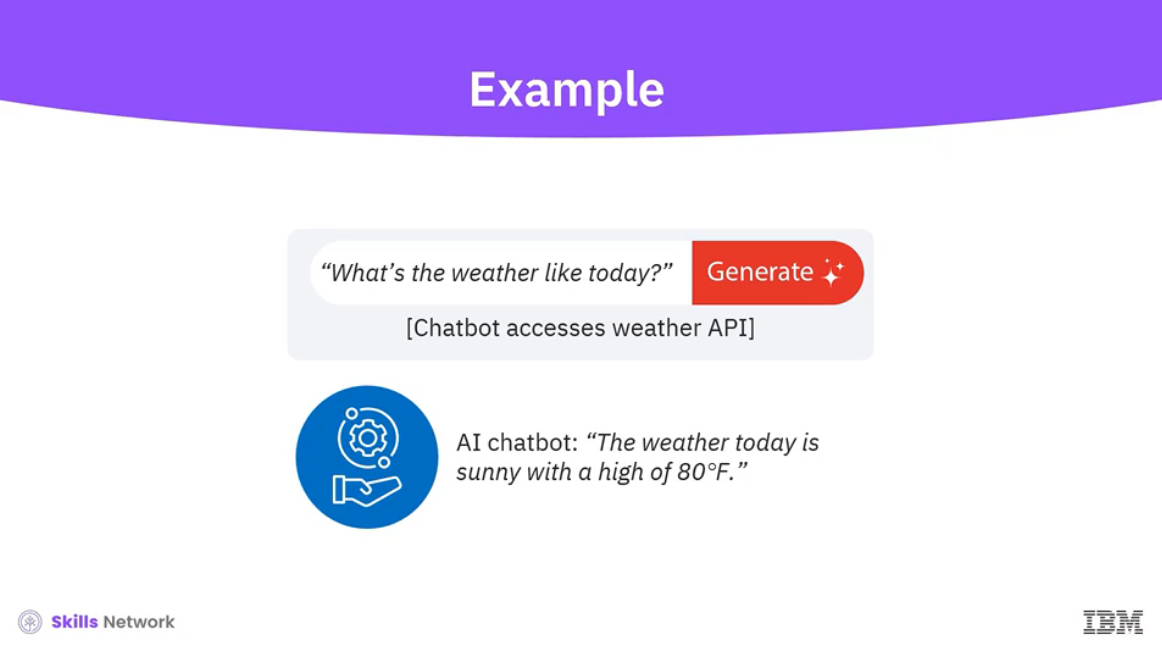 Example
“What’s the weather like today?” Generate
[Chatbot accesses weather API]
AI chatbot: “The weather today is
sunny with a high of 80°F.”
Skills Network
IBM